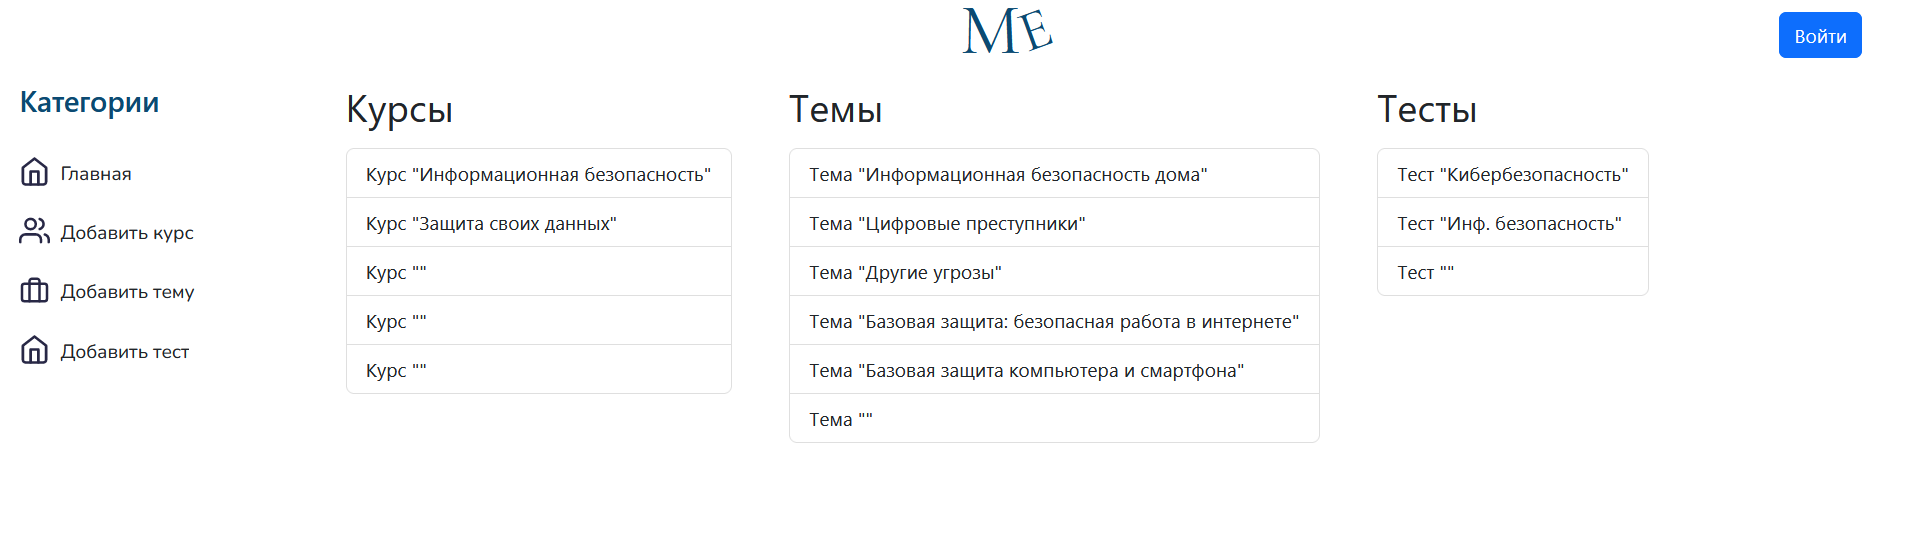 ME
Войти
Категории
Главная
Добавить курс
Добавить тему
Добавить тест
Курсы
Курс "Информационная безопасность"
Курс "Защита своих данных"
Курс ""
Курс ""
Курс ""
Темы
Тема "Информационная безопасность дома"
Тема "Цифровые преступники"
Тема "Другие угрозы"
Тема "Базовая защита: безопасная работа в интернете"
Тема "Базовая защита компьютера и смартфона"
Тема ""
Тесты
Тест "Кибербезопасность"
Тест "Инф. безопасность"
Тест ""